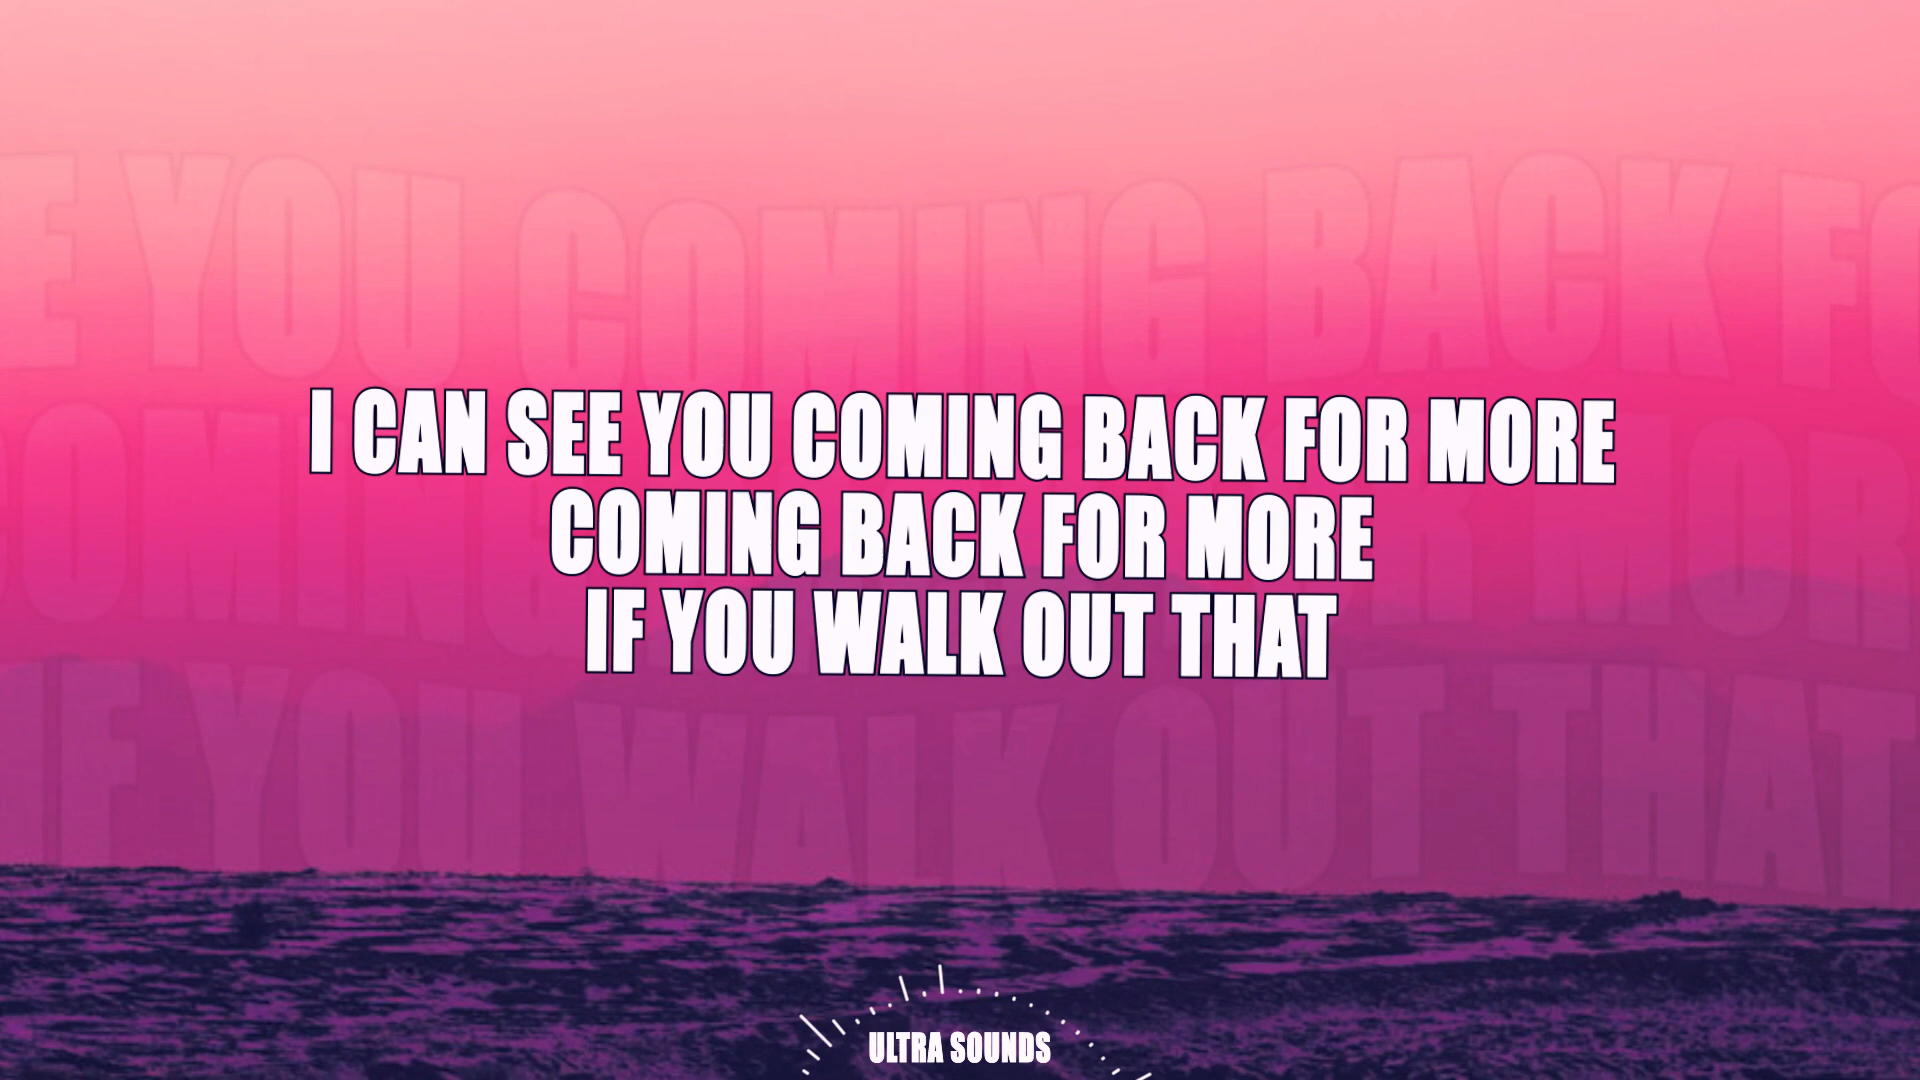 I CAN SEE YOU COMING BACK FOR MORE
COMING BACK FOR MORE
IF YOU WALK OUT THAT
ULTRA SOUNDS